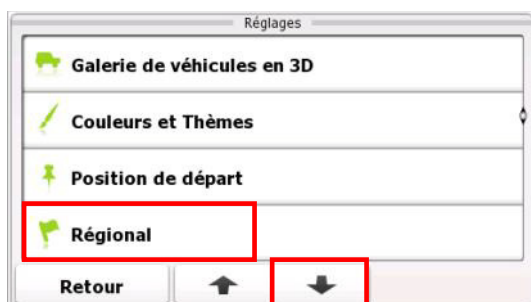 Réglages
Galerie de véhicules en 3D
Couleurs et Thèmes
Position de départ
Régional
Retour